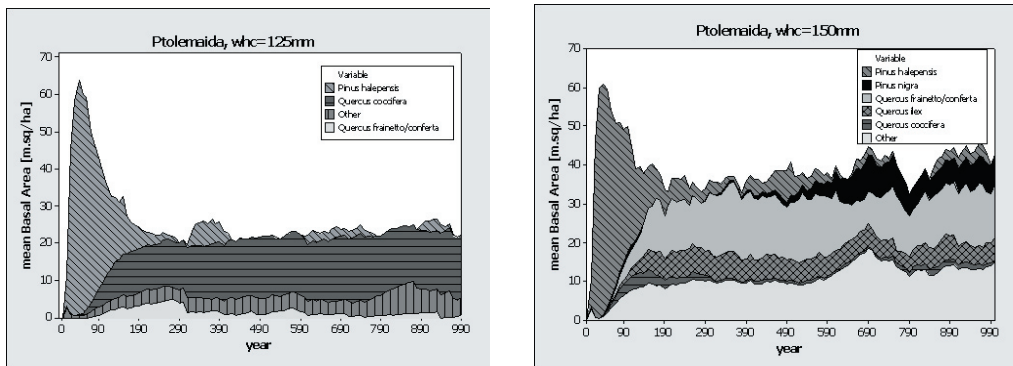 Ptolemaida, whc=125mm
mean Basal Area [m.sq/ha]
70
60
50
40
30
20
10
0
Variable
Pinus halepensis
Quercus coccifera
Other
Quercus frainetto/conferta
0 90 190 290 390 490 590 690 790 890 990
year
Ptolemaida, whc=150mm
mean Basal Area [m.sq/ha]
70
60
50
40
30
20
10
0
Variable
Pinus halepensis
Pinus nigra
Quercus frainetto/conferta
Quercus ilex
Quercus coccifera
Other
0 90 190 290 390 490 590 690 790 890 990
year